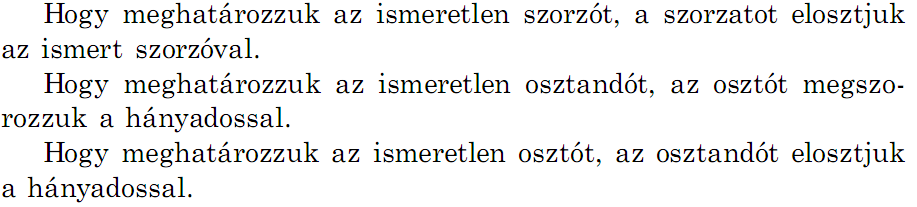 Hogy meghatározzuk az ismeretlen szorzót, a szorzatot elosztjuk
az ismert szorzóval.
Hogy meghatározzuk az ismeretlen osztandót, az osztót megszo-
rozzuk a hányadossal.
Hogy meghatározzuk az ismeretlen osztót, az osztandót elosztjuk
a hányadossal.